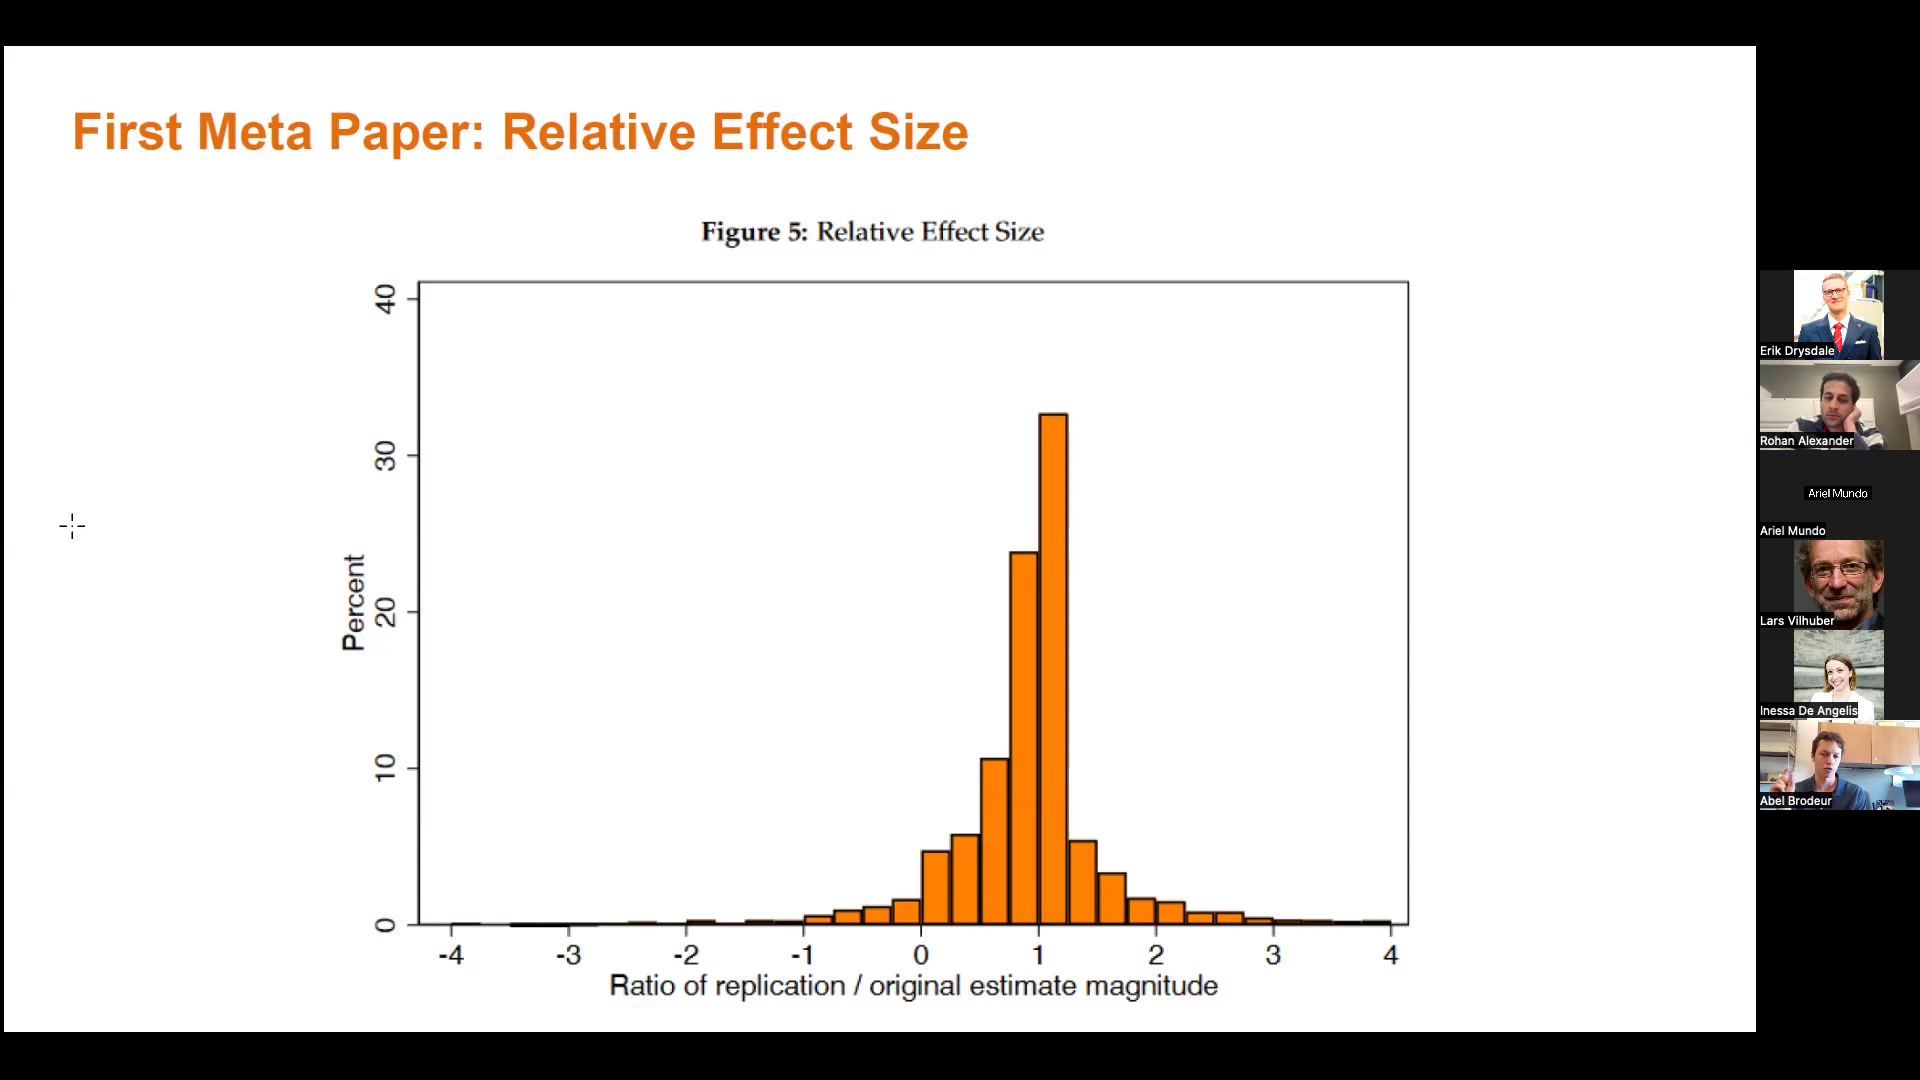 First Meta Paper: Relative Effect Size
Figure 5: Relative Effect Size
40
30
20
10
0
Percent
-4 -3 -2 -1 0 1 2 3 4
Ratio of replication / original estimate magnitude
Erik Drysdale
Rohan Alexander
Ariel Mundo
Ariel Mundo
Lars Vilhuber
Inessa De Angelis
Abel Brodeur